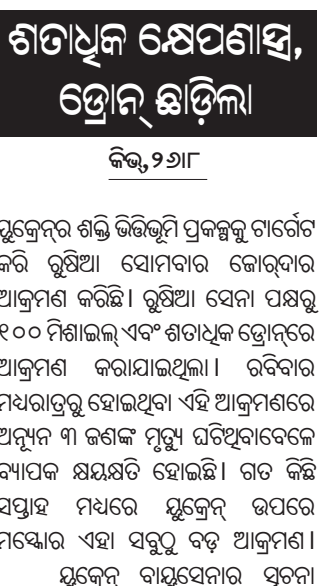 ଶତାଧିକ କ୍ଷେପଣାସ୍ତ୍ର,
ଡ୍ରୋନ୍ ଛାଡ଼ିଲା
କିଭ୍,୨୬।୮
ୟୁକ୍ରେନ୍‌ର ଶକ୍ତି ଭିତ୍ତିଭୂମି ପ୍ରକଳ୍ପକୁ ଟାର୍ଗେଟ
କରି ରୁଷିଆ ସୋମବାର ଜୋର୍‌ଦାର
ଆକ୍ରମଣ କରିଛି। ରୁଷିଆ ସେନା ପକ୍ଷରୁ
୧୦୦ ମିଶାଇଲ୍ ଏବଂ ଶତାଧିକ ଡ୍ରୋନ୍‌ରେ
ଆକ୍ରମଣ କରାଯାଇଥିଲା। ରବିବାର
ମଧ୍ୟରାତ୍ରରୁ ହୋଇଥିବା ଏହି ଆକ୍ରମଣରେ
ଅନ୍ୟୂନ ୩ ଜଣଙ୍କ ମୃତ୍ୟୁ ଘଟିଥିବାବେଳେ
ବ୍ୟାପକ କ୍ଷୟକ୍ଷତି ହୋଇଛି। ଗତ କିଛି
ସପ୍ତାହ ମଧ୍ୟରେ ୟୁକ୍ରେନ୍ ଉପରେ
ମସ୍କୋର ଏହା ସବୁଠୁ ବଡ଼ ଆକ୍ରମଣ।
ୟୁକ୍ରେନ୍ ବାୟୁସେନାର ସୂଚନା